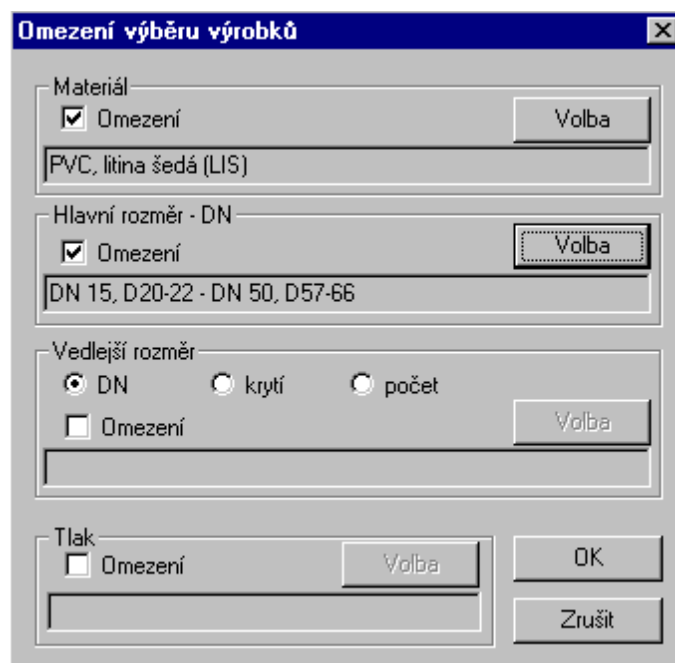 Omezení výběru výrobků
Materiál
Omezení
Volba
PVC, litina šedá (LIS)
Hlavní rozměr - DN
Omezení
Volba
DN 15, D20-22 - DN 50, D57-66
Vedlejší rozměr
DN krytí počet
Omezení
Volba
Tlak
Omezení
Volba
OK
Zrušit